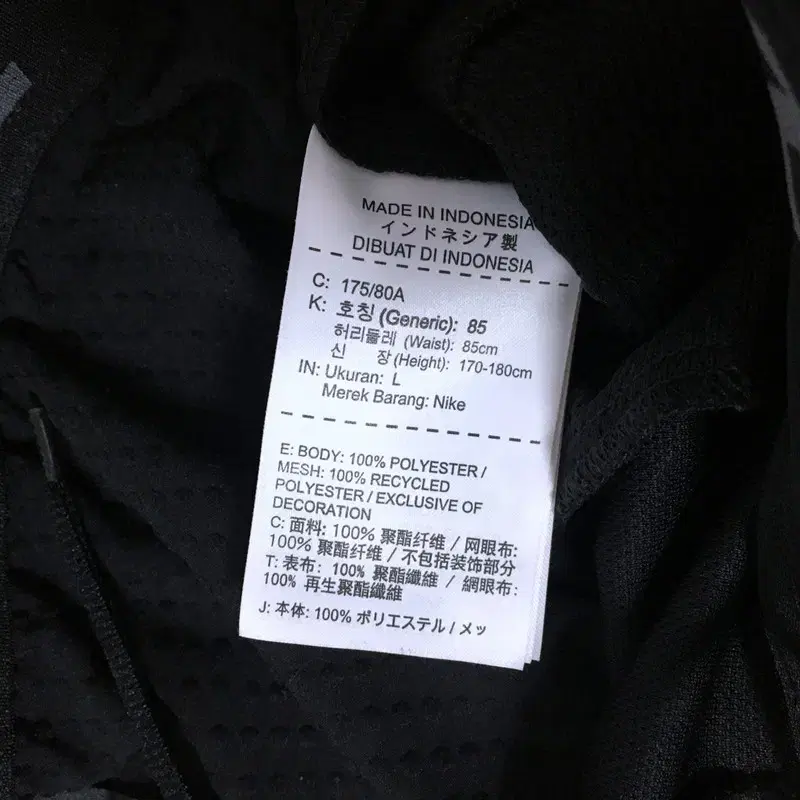 MADE IN INDONESIA
インドネシア製
DIBUAT DI INDONESIA
C: 175/80A
K: 호칭 (Generic): 85
허리둘레 (Waist): 85cm
신 장 (Height): 170-180cm
IN: Ukuran: L
Merek Barang: Nike
E: BODY: 100% POLYESTER /
MESH: 100% RECYCLED
POLYESTER / EXCLUSIVE OF
DECORATION
C: 面料: 100% 聚酯纤维 / 网眼布:
100% 聚酯纤维 / 不包括装饰部分
T: 表布: 100% 聚酯纖維 / 網眼布:
100% 再生聚酯纖維
J: 本体: 100% ポリエステル / メッ